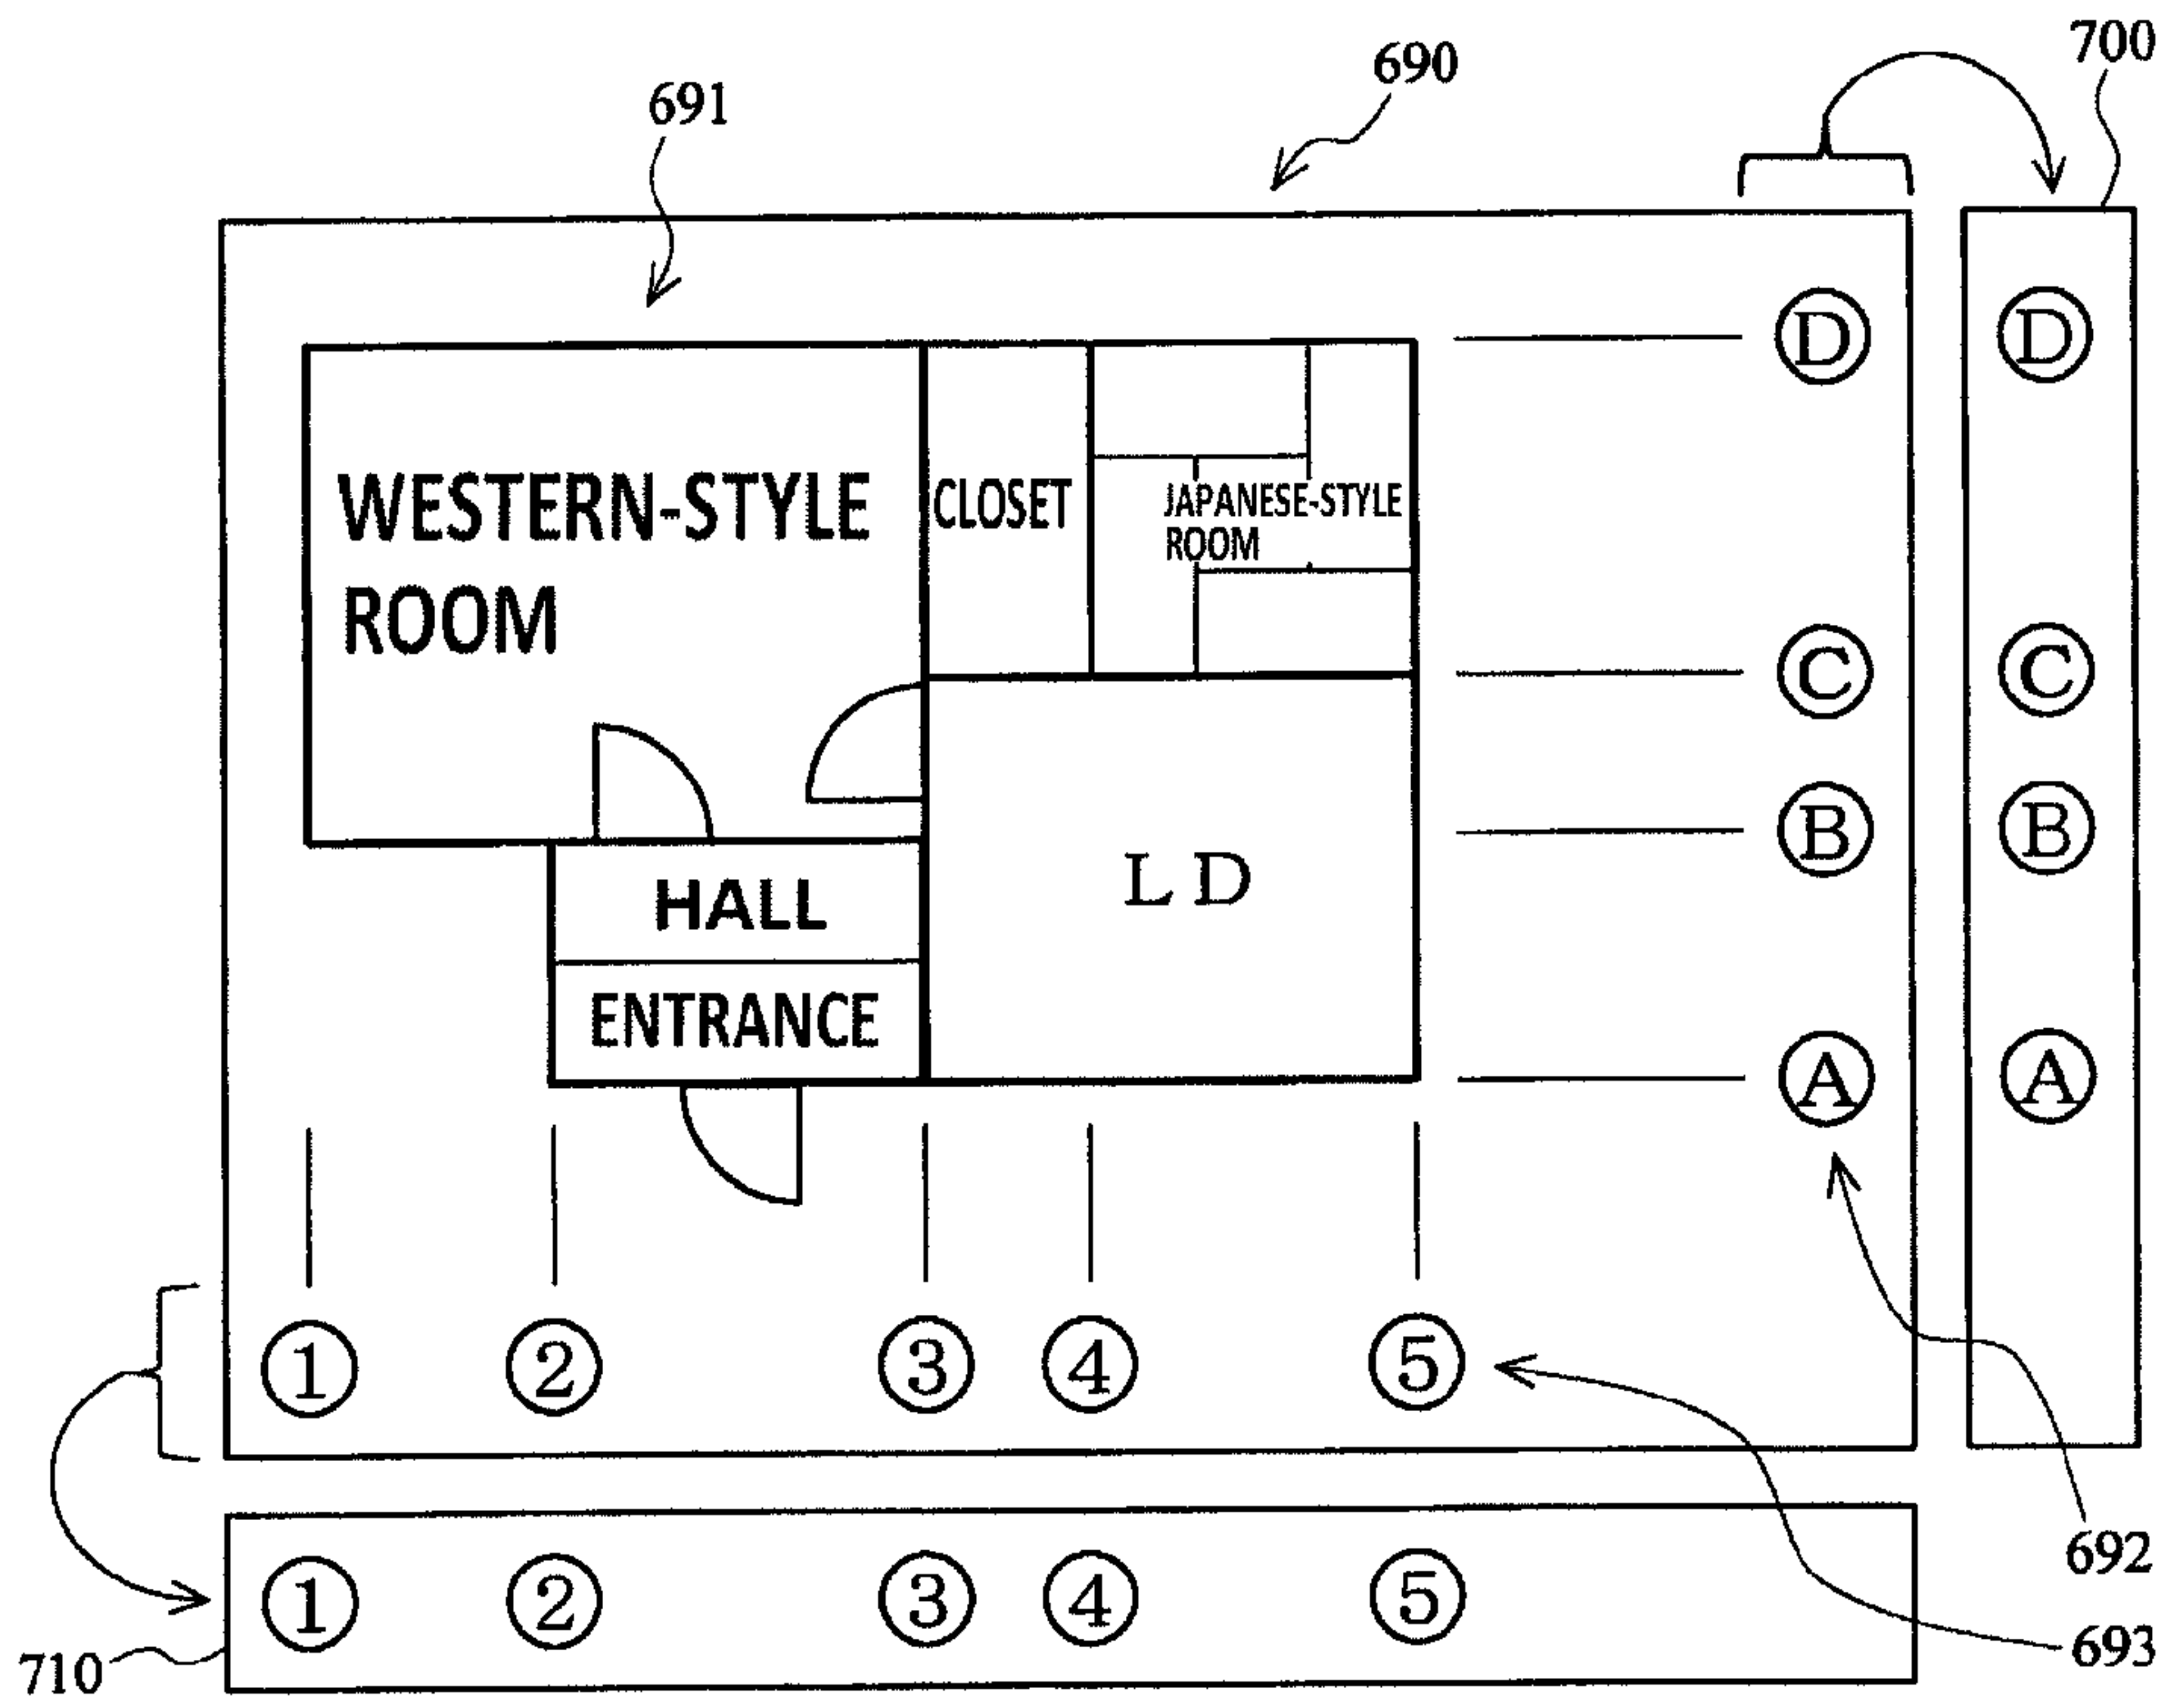 700
690
691
Ⓓ Ⓓ
WESTERN-STYLE
ROOM
CLOSET
JAPANESE-STYLE
ROOM
Ⓒ Ⓒ
Ⓑ Ⓑ
L D
HALL
ENTRANCE
Ⓐ Ⓐ
① ② ③ ④ ⑤
692
① ② ③ ④ ⑤
693
710